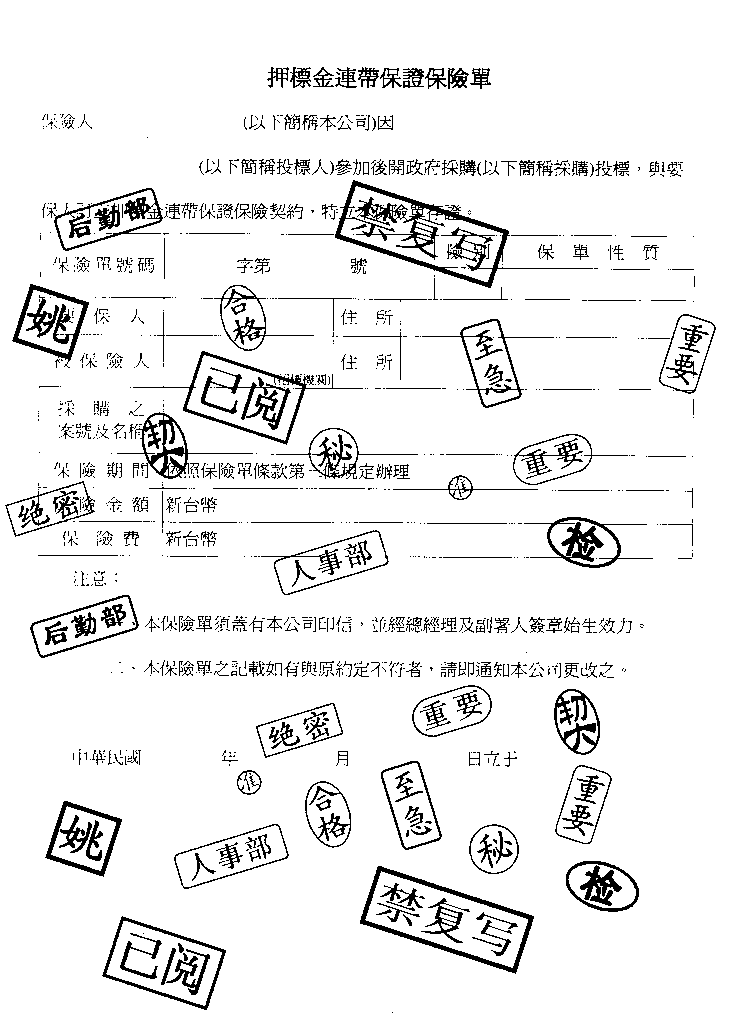 押標金連帶保證保險單
保險人 (以下簡稱本公司)因
(以下簡稱投標人)參加後開政府採購(以下簡稱採購)投標，與要
保人 金連帶保證保險契約，特立 險單存證。
后勤部
禁复写
保險單號碼 字第 號 險別 保單性質
姚
保人 合格 住所
至急
重要
被保險人 住所
(招標機關)
已阅
採購之
案號及名稱
契
秘
重要
保險期間 依照保險單條款第 條規定辦理
准
绝密
險金額 新台幣
保險費 新台幣
检
人事部
注意：
后勤部
本保險單須蓋有本公司印信，並經總經理及副署人簽章始生效力。
二、本保險單之記載如有與原約定不符者，請即通知本公司更改之。
绝密
重要
契
中華民國 年 月 日立于
准
合格
至急
重要
姚
人事部
秘
检
禁复写
已阅